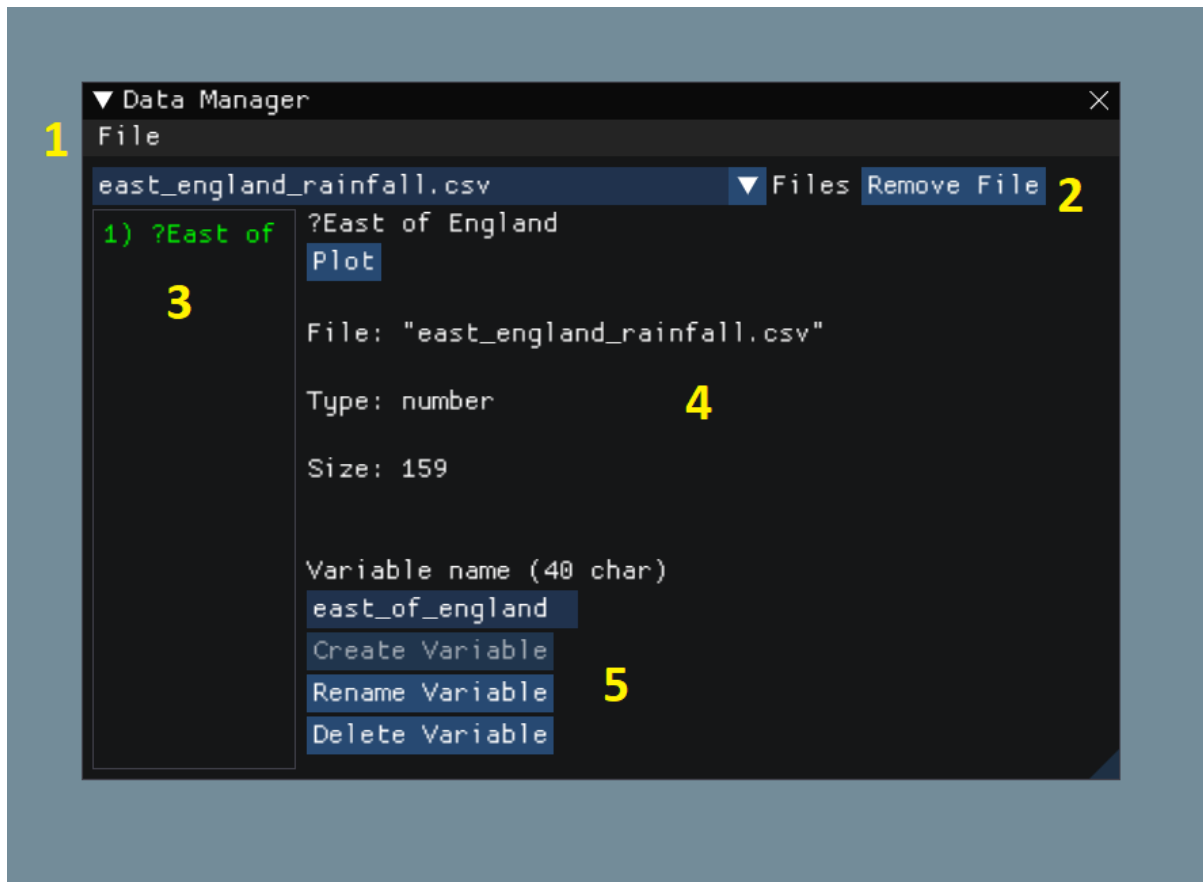 Data Manager
1
File
east_england_rainfall.csv Files Remove File 2
1) ?East of
3
?East of England
Plot
File: "east_england_rainfall.csv"
Type: number
4
Size: 159
Variable name (40 char)
east_of_england
Create Variable
Rename Variable
5
Delete Variable